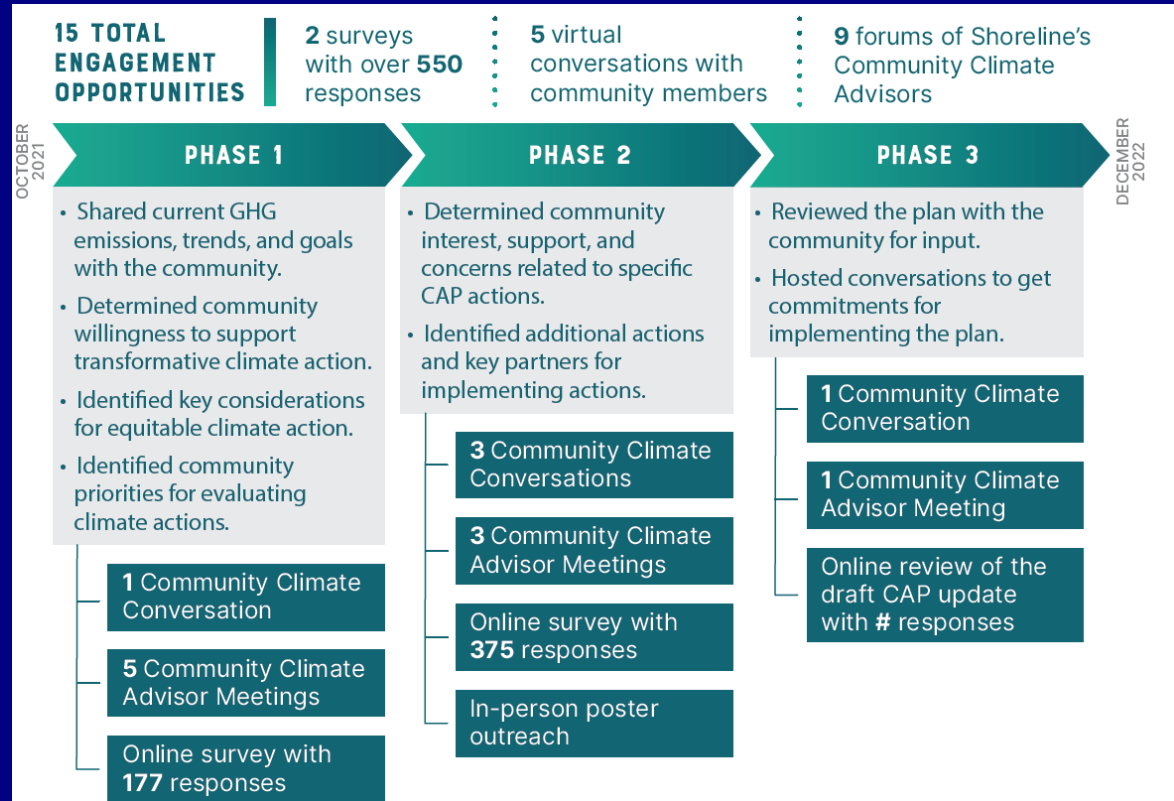 15 TOTAL
ENGAGEMENT
OPPORTUNITIES
2 surveys
with over 550
responses
5 virtual
conversations with
community members
9 forums of Shoreline's
Community Climate
Advisors
OCTOBER
2021
PHASE 1
PHASE 2
PHASE 3
DECEMBER
2022
• Shared current GHG
emissions, trends, and goals
with the community.
• Determined community
willingness to support
transformative climate action.
• Identified key considerations
for equitable climate action.
• Identified community
priorities for evaluating
climate actions.
1 Community Climate
Conversation
5 Community Climate
Advisor Meetings
Online survey with
177 responses
• Determined community
interest, support, and
concerns related to specific
CAP actions.
• Identified additional actions
and key partners for
implementing actions.
3 Community Climate
Conversations
3 Community Climate
Advisor Meetings
Online survey with
375 responses
In-person poster
outreach
• Reviewed the plan with the
community for input.
• Hosted conversations to get
commitments for
implementing the plan.
1 Community Climate
Conversation
1 Community Climate
Advisor Meeting
Online review of the
draft CAP update
with # responses